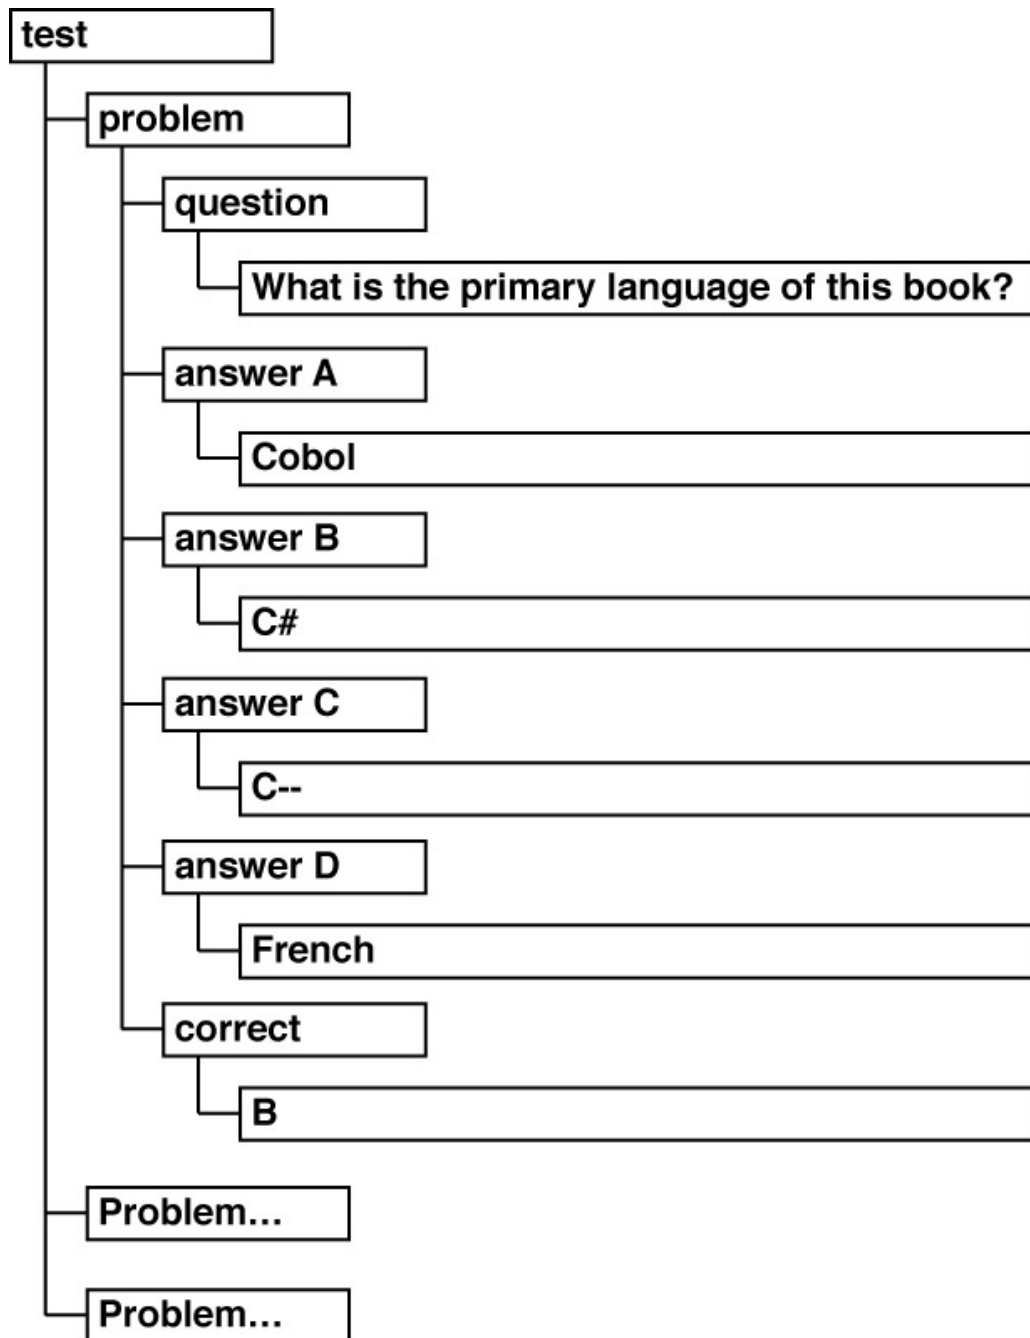 test
problem
question
What is the primary language of this book?
answer A
Cobol
answer B
C#
answer C
C--
answer D
French
correct
B
Problem...
Problem...